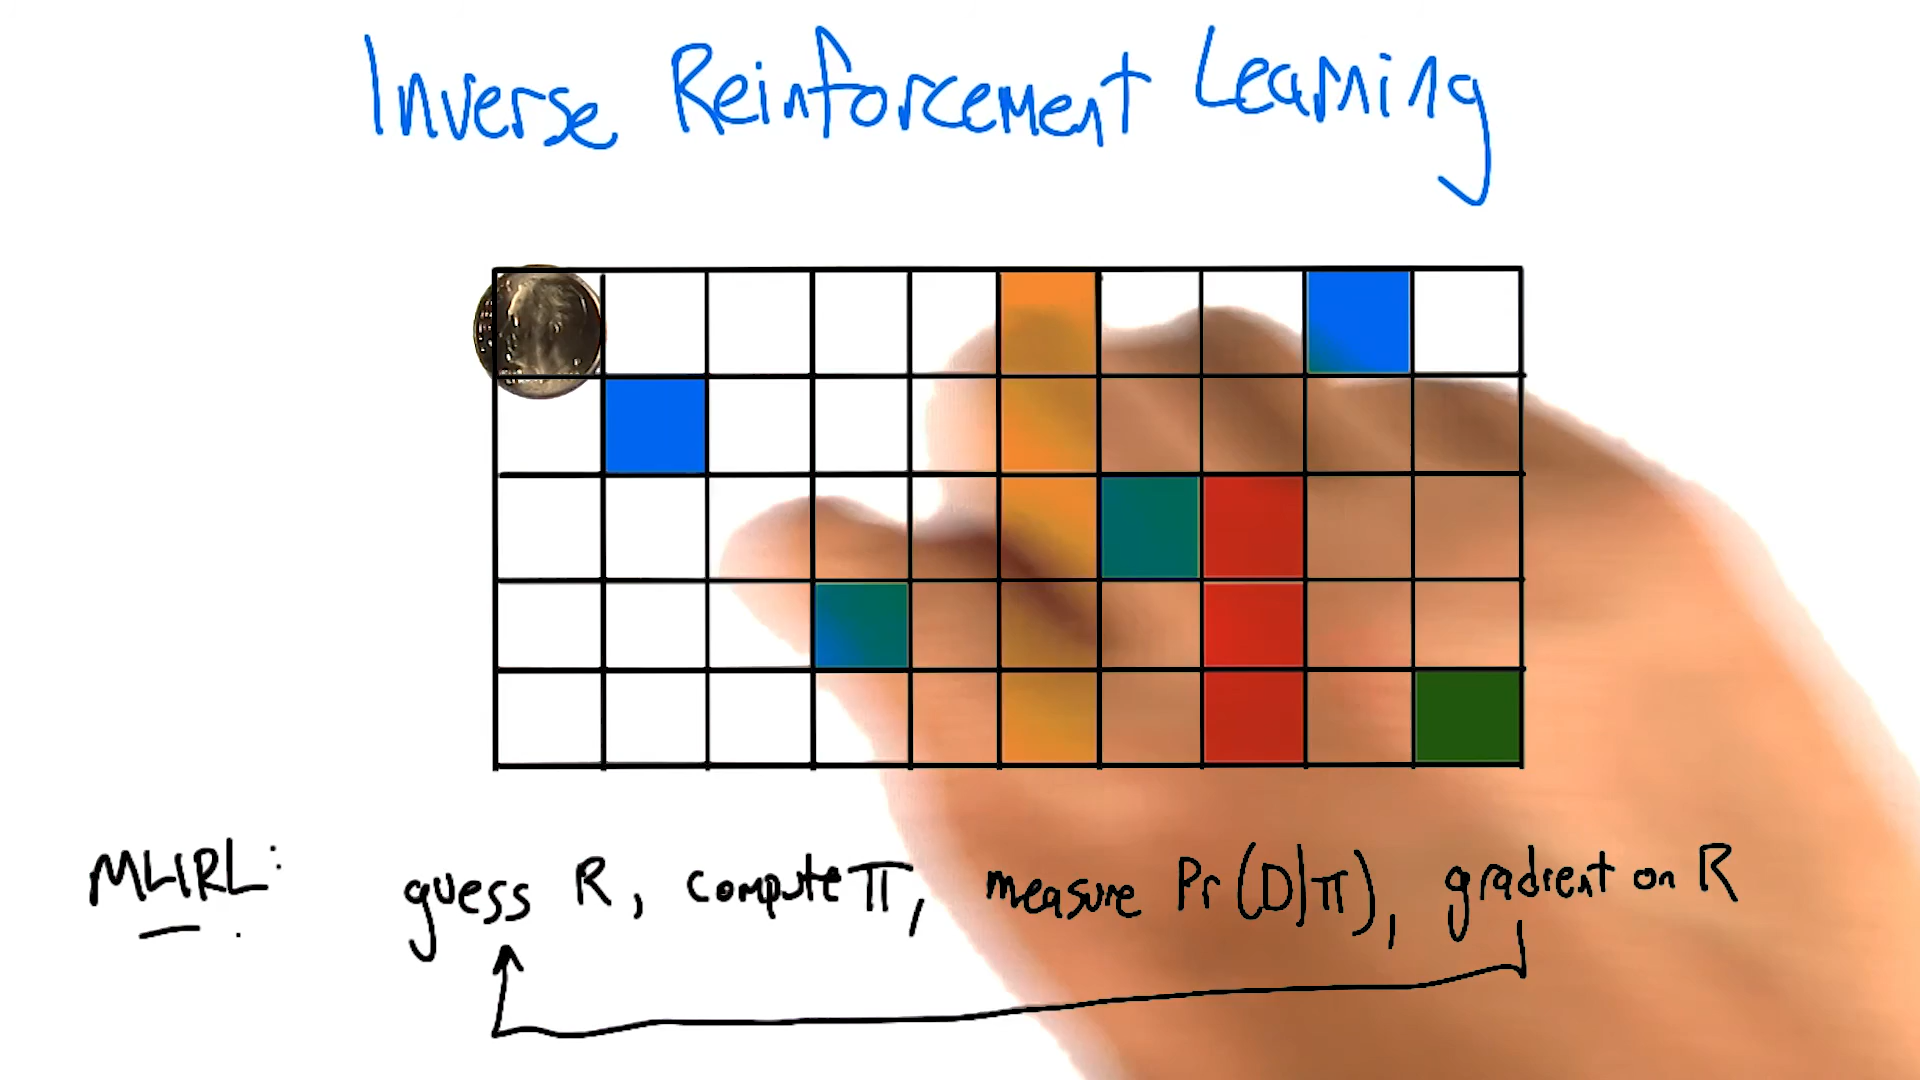 Inverse Reinforcement Learning
MLIRL: guess R, compute π, measure Pr(D|π), gradient on R